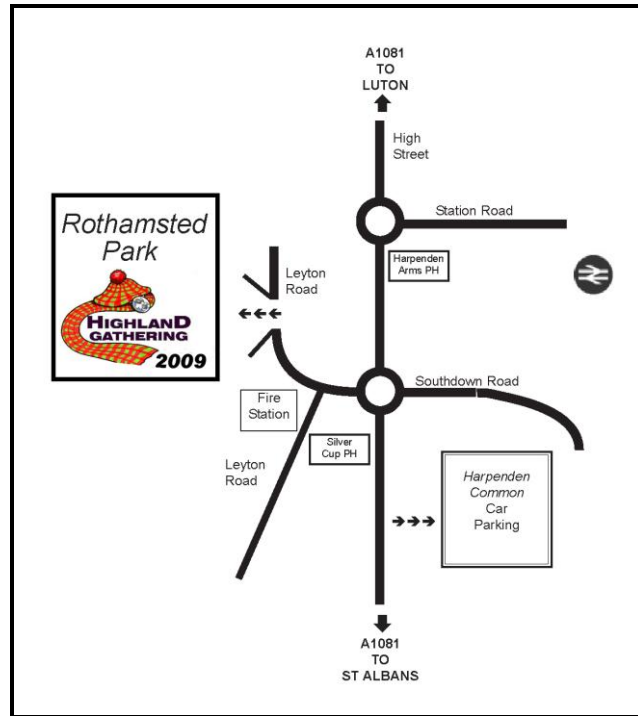 A1081
TO
LUTON
High
Street
Station Road
Rothamsted
Park
HIGHLAND
GATHERING
2009
Leyton
Road
Harpenden
Arms PH
Southdown Road
Fire
Station
Silver
Cup PH
Leyton
Road
Harpenden
Common
Car
Parking
A1081
TO
ST ALBANS